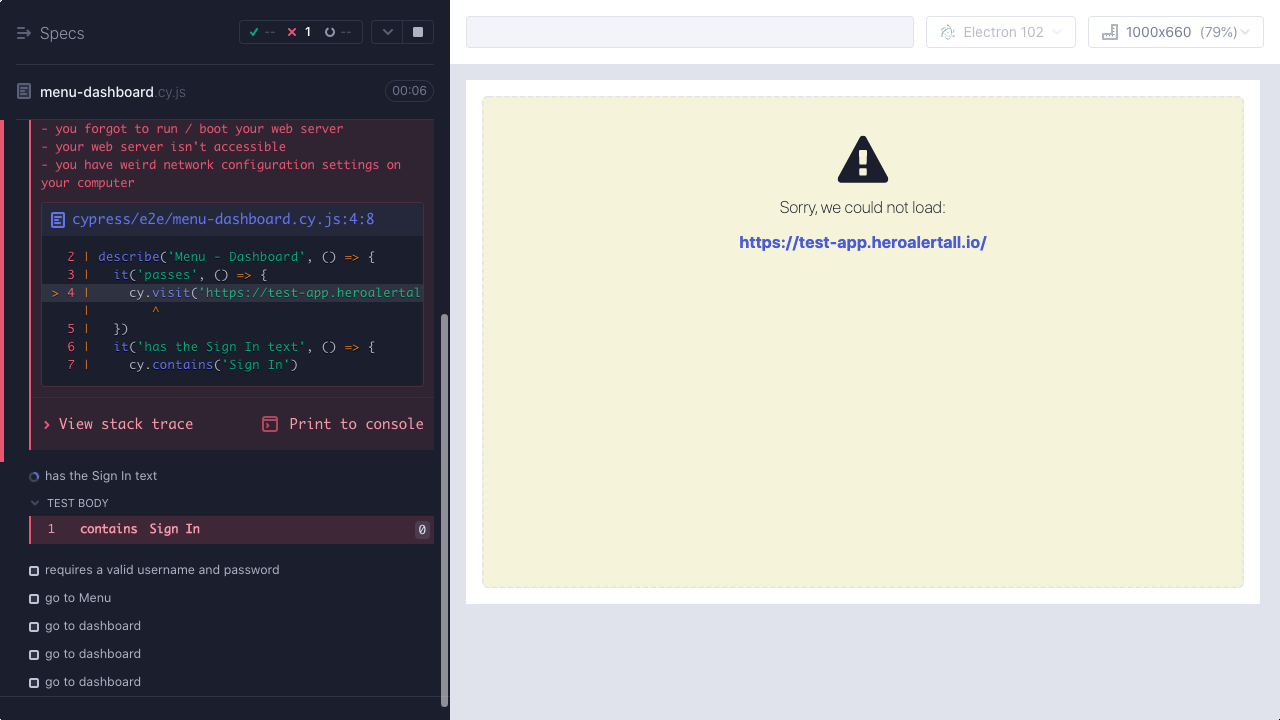 Specs
-- 1 --
menu-dashboard.cy.js
00:06
- you forgot to run / boot your web server
- your web server isn't accessible
- you have weird network configuration settings on
your computer
cypress/e2e/menu-dashboard.cy.js:4:8
2 | describe('Menu - Dashboard', () => {
3 |   it('passes', () => {
> 4 |     cy.visit('https://test-app.heroalertal
|        ^
5 |   })
6 |   it('has the Sign In text', () => {
7 |     cy.contains('Sign In')
View stack trace
Print to console
has the Sign In text
TEST BODY
1 contains Sign In 0
requires a valid username and password
go to Menu
go to dashboard
go to dashboard
go to dashboard
Electron 102
1000x660 (79%)
Sorry, we could not load:
https://test-app.heroalertall.io/